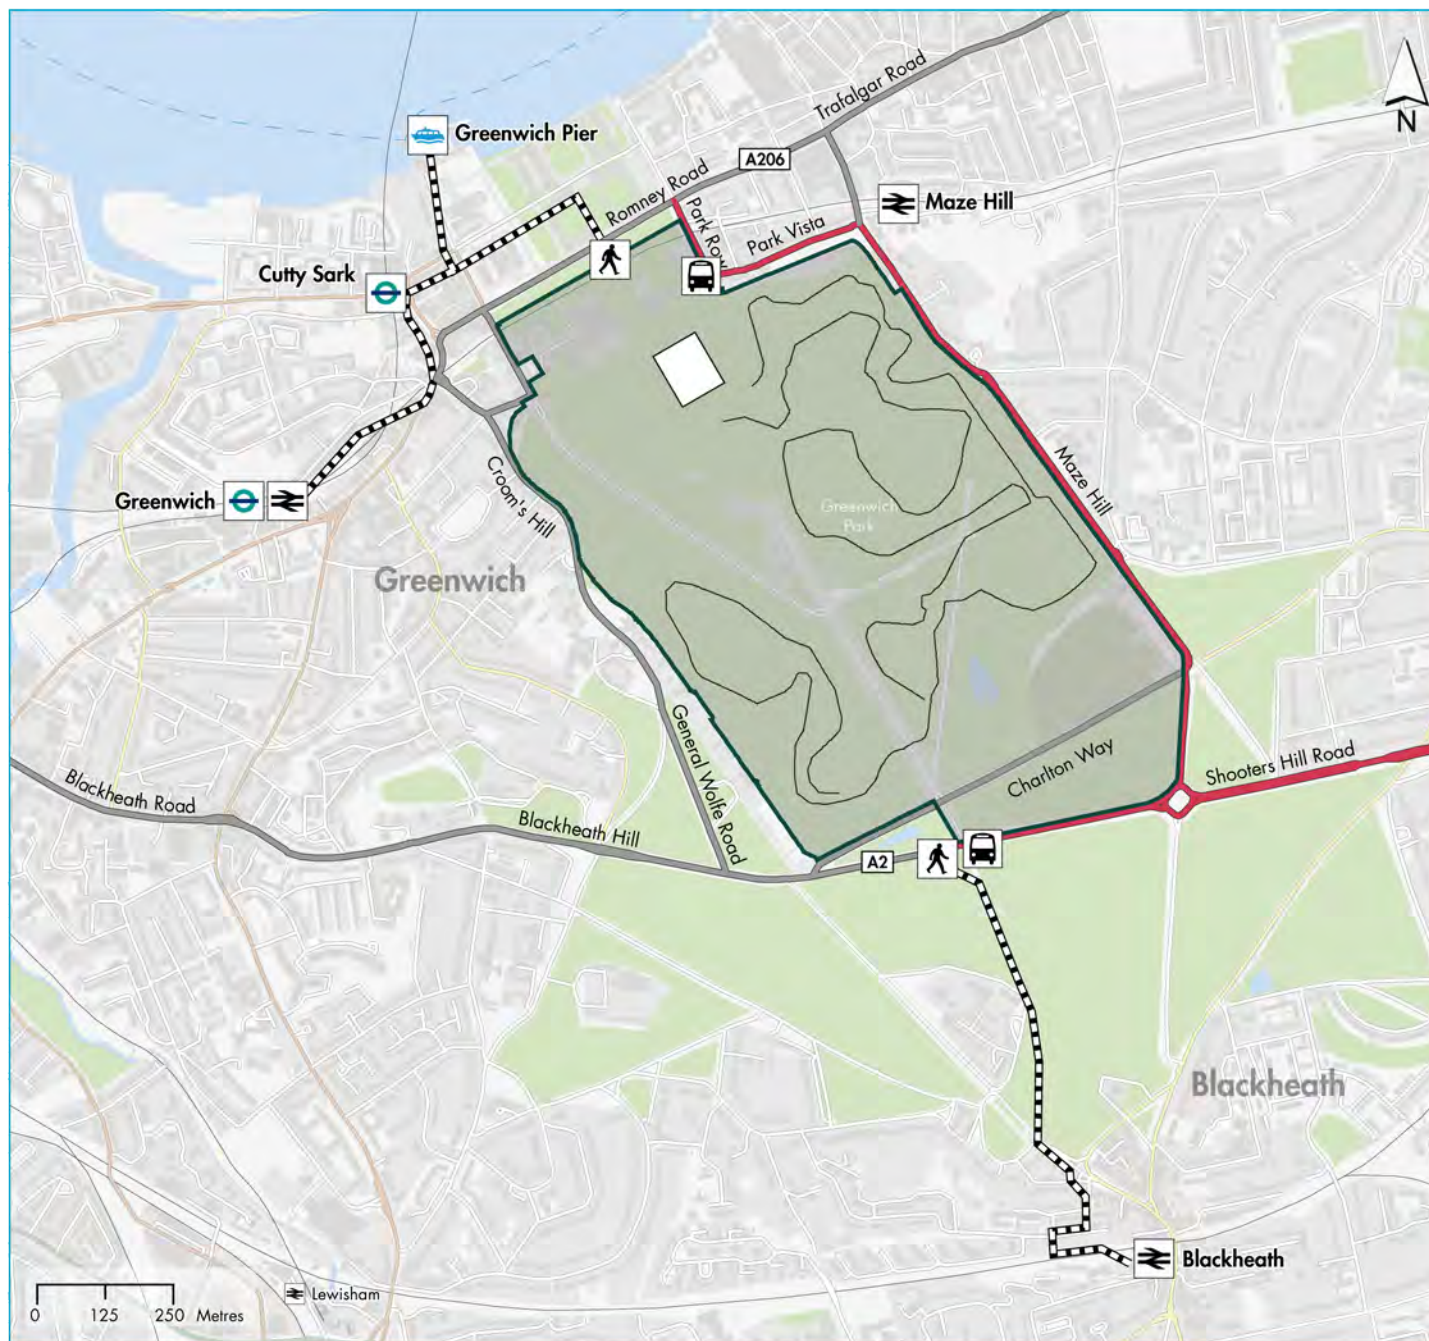 Trafalgar Road
Greenwich Pier
A206
N
Romney Road
Maze Hill
Park Row
Park Vista
Cutty Sark
Maze Hill
Croom's Hill
Greenwich
Greenwich
Park
Greenwich
General Wolfe Road
Charlton Way
Shooters Hill Road
Blackheath Road
Blackheath Hill
A2
Blackheath
Blackheath
Lewisham
0 125 250 Metres